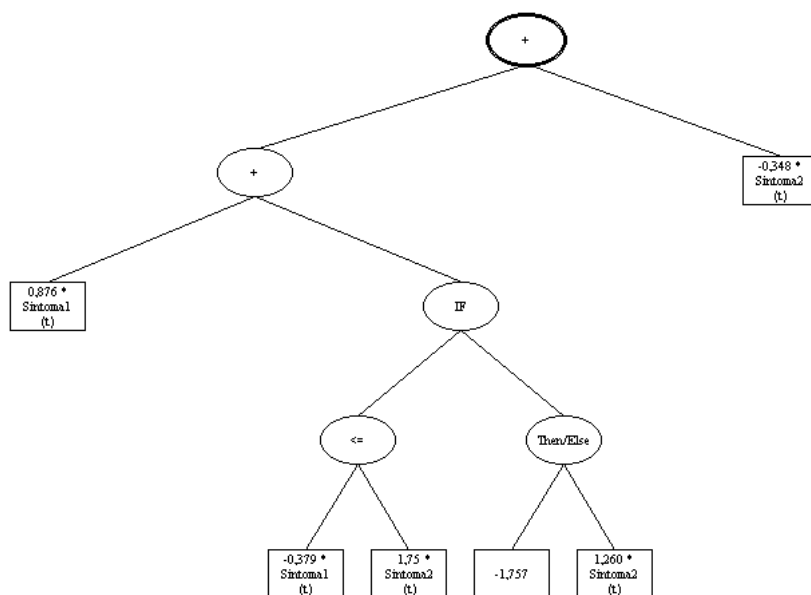 +
+
-0,348 *
Sintoma2
(t)
0,876 *
Sintoma1
(t)
IF
<=
Then/Else
-0,379 *
Sintoma1
(t)
1,75 *
Sintoma2
(t)
-1,757
1,260 *
Sintoma2
(t)